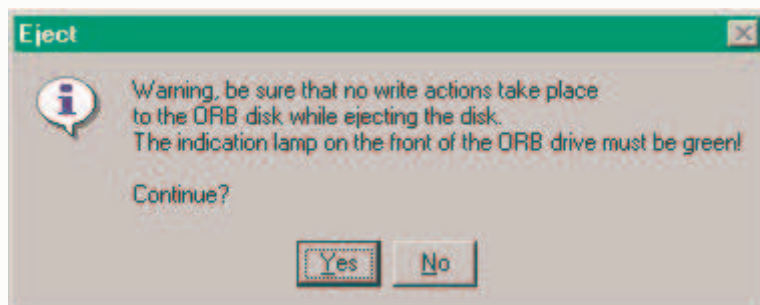 Eject
Warning, be sure that no write actions take place
to the ORB disk while ejecting the disk.
The indication lamp on the front of the ORB drive must be green!
Continue?
Yes No